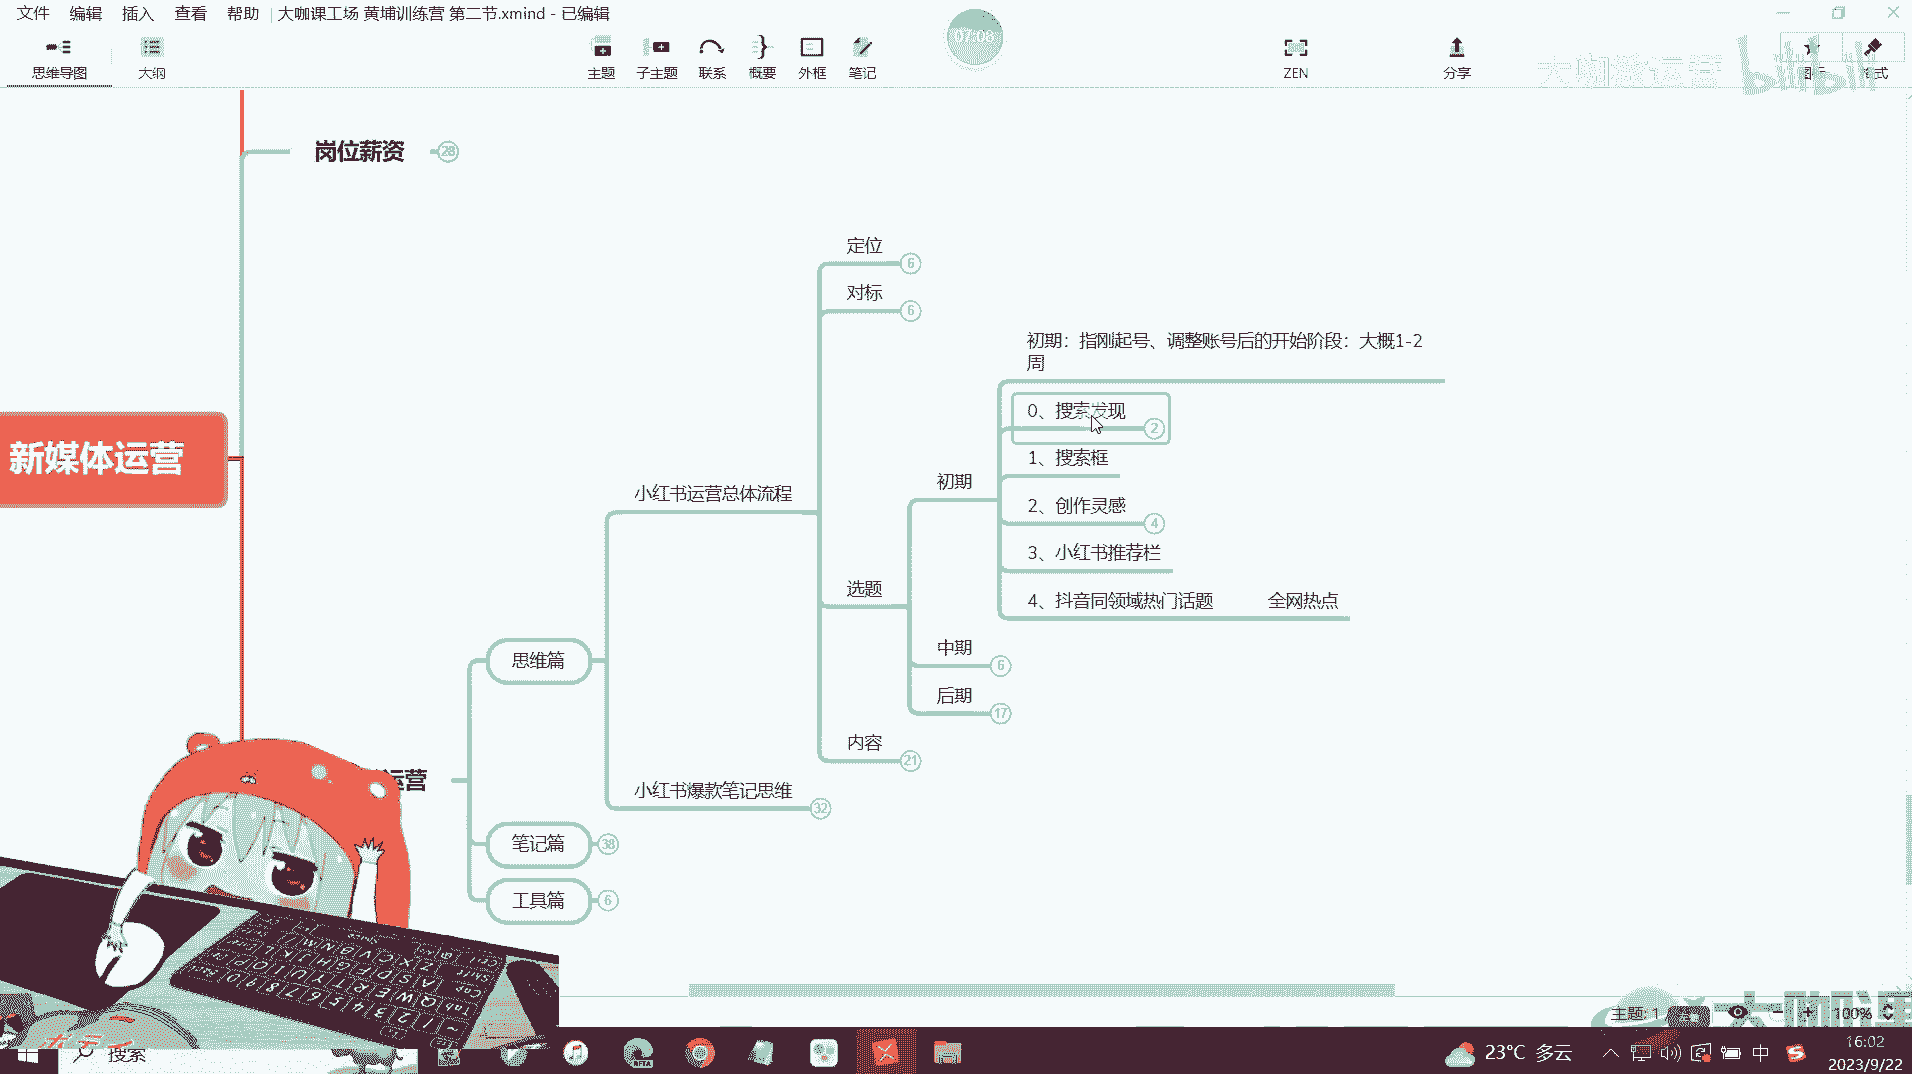 文件 编辑 插入 查看 帮助 大咖课工场 黄埔训练营 第二节.xmind - 已编辑
思维导图 大纲 主题 子主题 联系 概要 外框 笔记 07:08 ZEN 分享
大咖微运营 bilibili
岗位薪资 28
定位 6
对标 6
初期：指刚起号、调整账号后的开始阶段：大概1-2
周
0、搜索发现 2
1、搜索框
新媒体运营
初期
小红书运营总体流程
2、创作灵感 4
3、小红书推荐栏
选题
4、抖音同领域热门话题 全网热点
中期 6
思维篇
后期 17
内容 21
运营
小红书爆款笔记思维 32
笔记篇 38
工具篇 6
主题: 1 100%
搜索
23°C 多云 中
16:02
2023/9/22